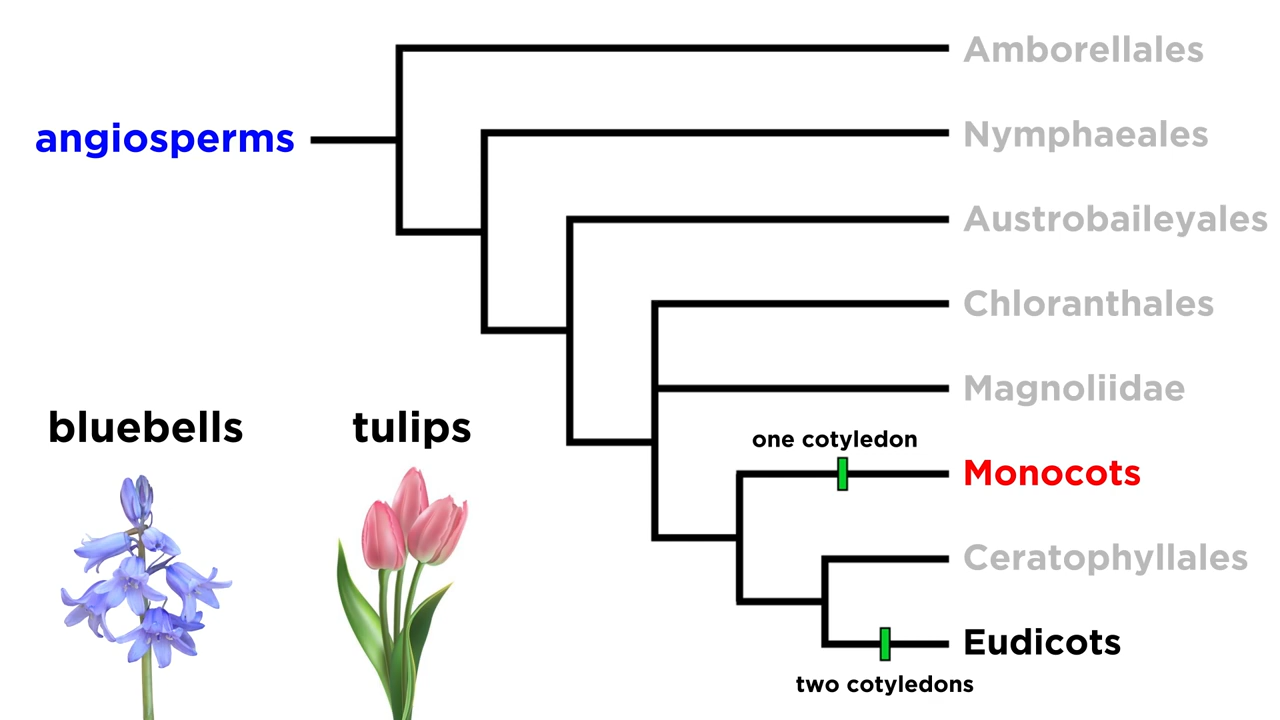 Amborellales
angiosperms
Nymphaeales
Austrobaileyales
Chloranthales
Magnoliidae
bluebells
tulips
one cotyledon
Monocots
Ceratophyllales
Eudicots
two cotyledons